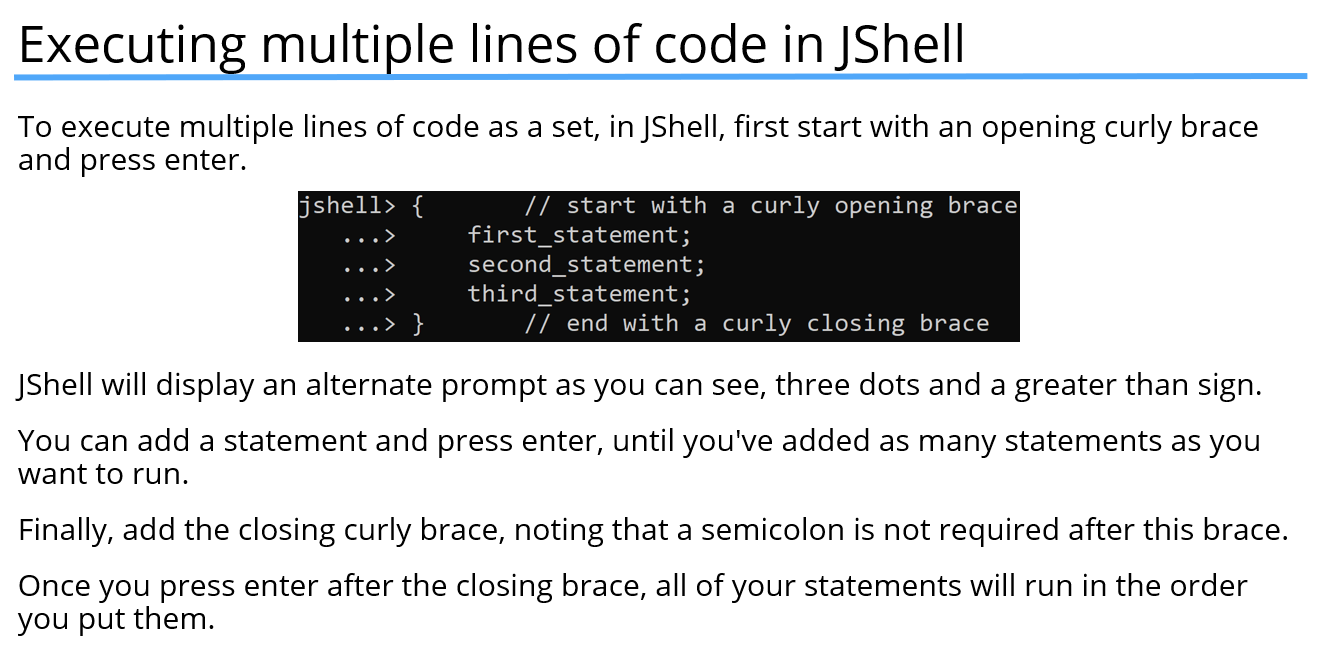 Executing multiple lines of code in JShell
To execute multiple lines of code as a set, in JShell, first start with an opening curly brace
and press enter.
jshell> {       // start with a curly opening brace
   ...>     first_statement;
   ...>     second_statement;
   ...>     third_statement;
   ...> }       // end with a curly closing brace
JShell will display an alternate prompt as you can see, three dots and a greater than sign.
You can add a statement and press enter, until you've added as many statements as you
want to run.
Finally, add the closing curly brace, noting that a semicolon is not required after this brace.
Once you press enter after the closing brace, all of your statements will run in the order
you put them.